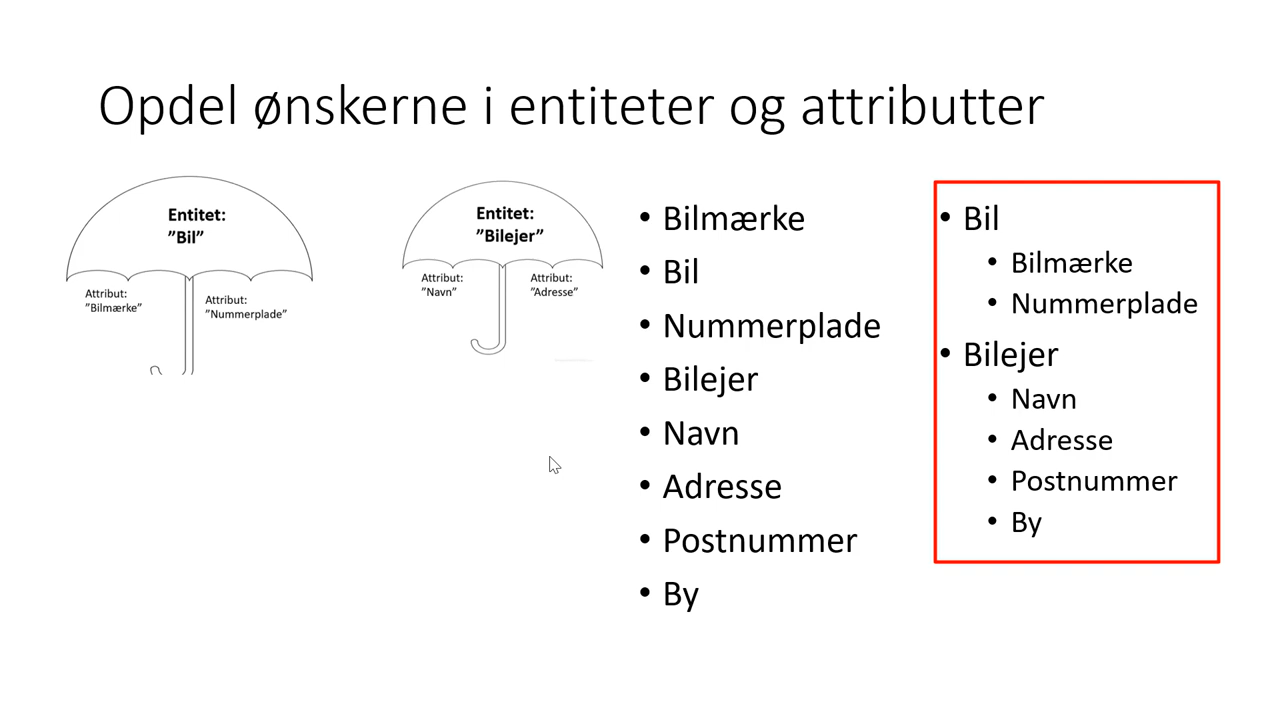 Opdel ønskerne i entiteter og attributter
Entitet:
”Bil”
Attribut:
”Bilmærke”
Attribut:
”Nummerplade”
Entitet:
”Bilejer”
Attribut:
”Navn”
Attribut:
”Adresse”
• Bilmærke
• Bil
• Nummerplade
• Bilejer
• Navn
• Adresse
• Postnummer
• By
• Bil
• Bilmærke
• Nummerplade
• Bilejer
• Navn
• Adresse
• Postnummer
• By